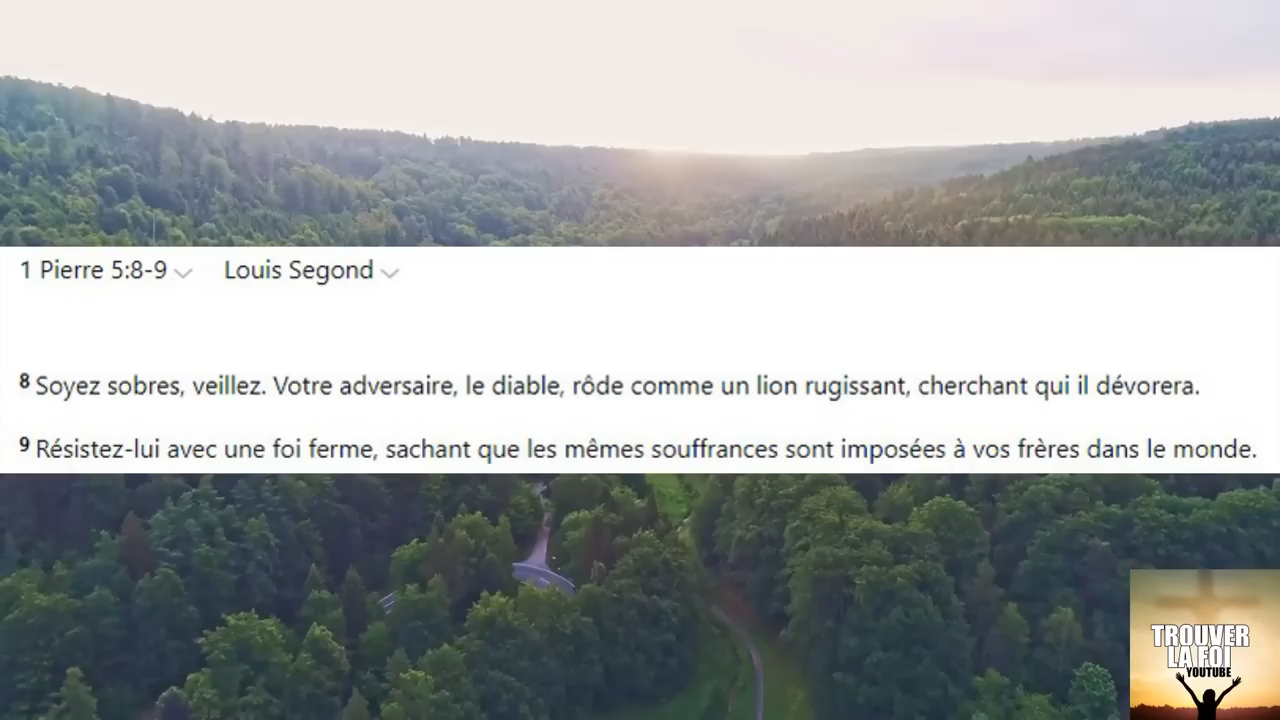 1 Pierre 5:8-9 Louis Segond
8 Soyez sobres, veillez. Votre adversaire, le diable, rôde comme un lion rugissant, cherchant qui il dévorera.
9 Résistez-lui avec une foi ferme, sachant que les mêmes souffrances sont imposées à vos frères dans le monde.
TROUVER
LA FOI
YOUTUBE